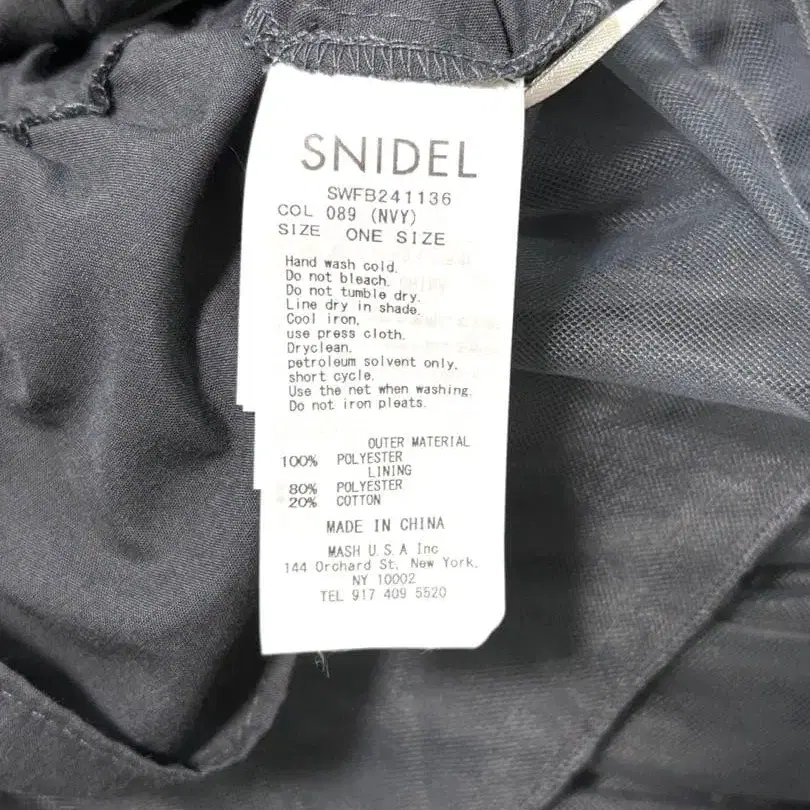 SNIDEL
SWFB241136
COL 089 (NVY)
SIZE ONE SIZE
Hand wash cold.
Do not bleach.
Do not tumble dry.
Line dry in shade.
Cool iron,
use press cloth.
Dryclean.
petroleum solvent only,
short cycle.
Use the net when washing.
Do not iron pleats.
OUTER MATERIAL
100% POLYESTER
LINING
80% POLYESTER
20% COTTON
MADE IN CHINA
MASH U.S.A Inc
144 Orchard St, New York,
NY 10002
TEL 917 409 5520